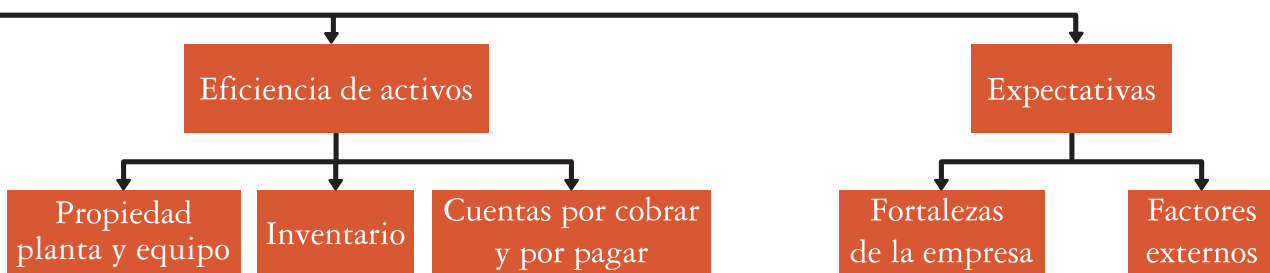 Eficiencia de activos
Expectativas
Propiedad
planta y equipo
Inventario
Cuentas por cobrar
y por pagar
Fortalezas
de la empresa
Factores
externos